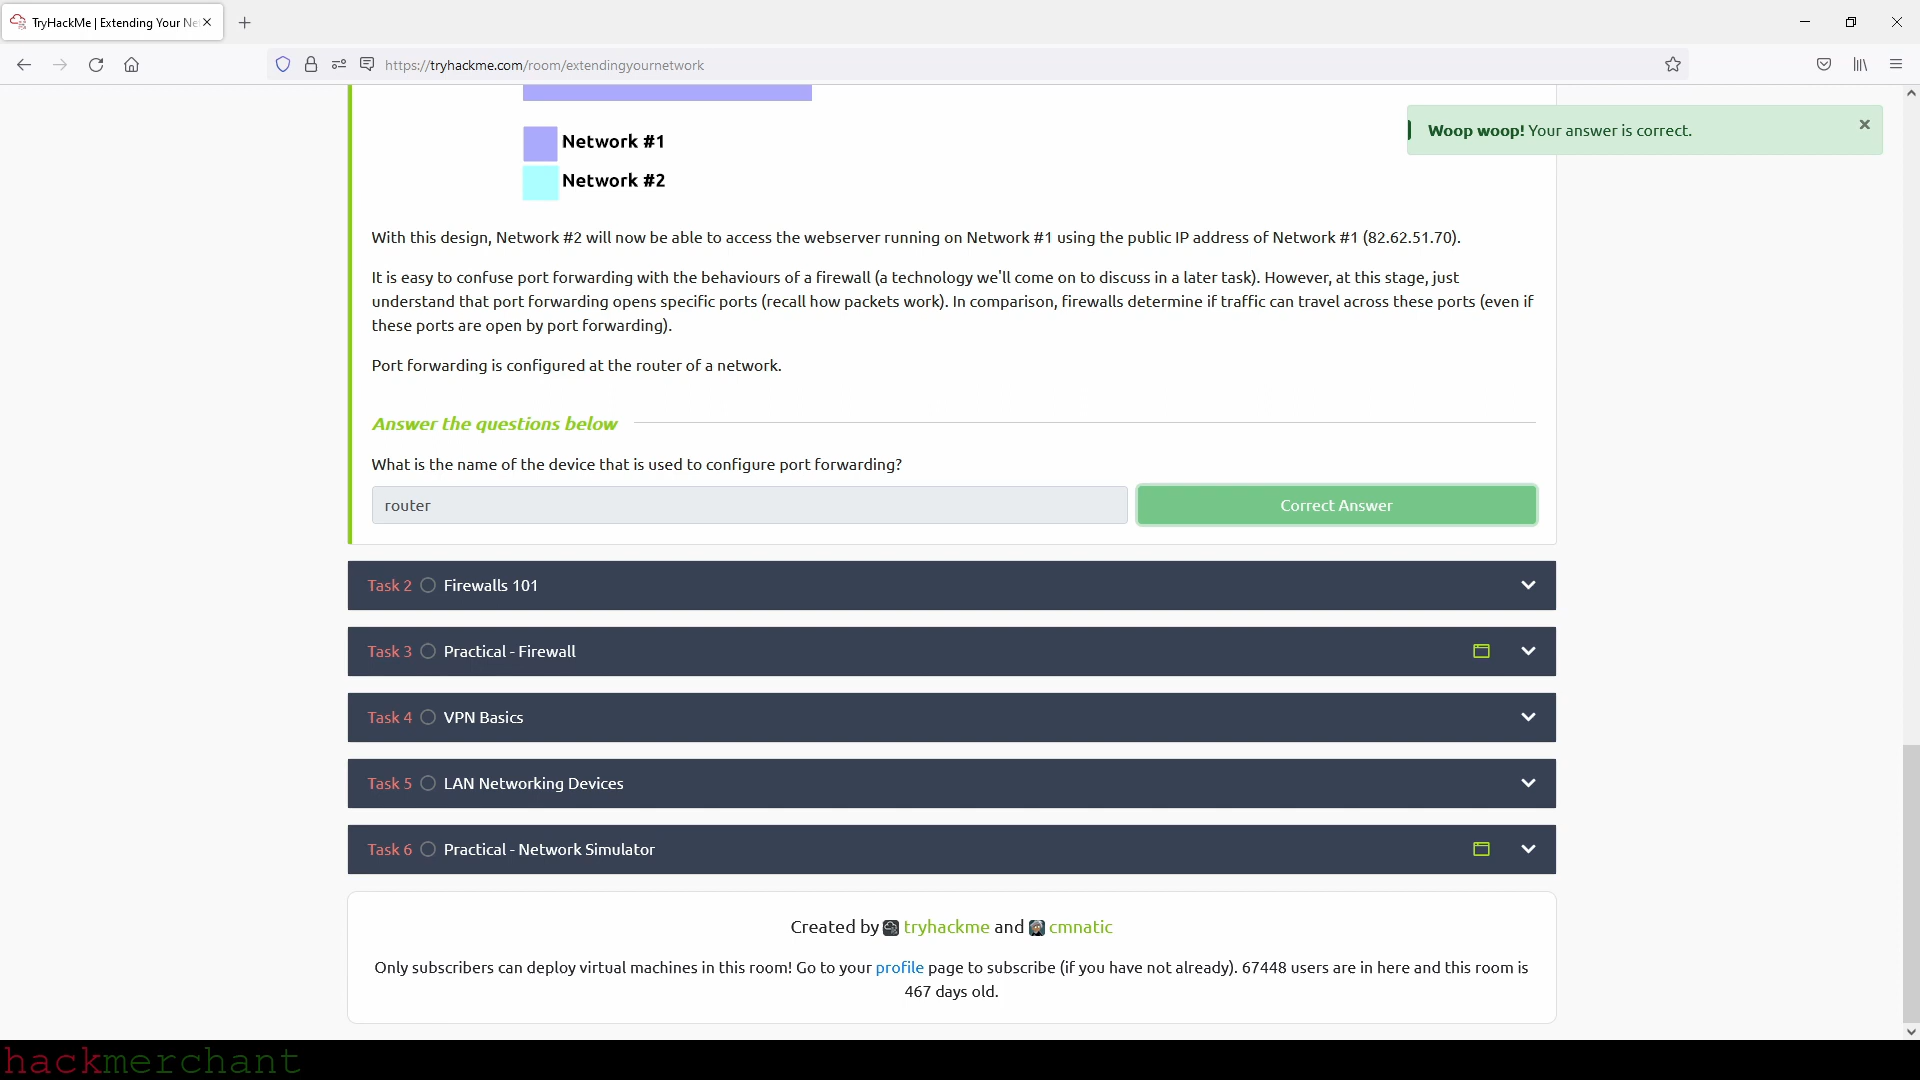 TryHackMe | Extending Your Ne
https://tryhackme.com/room/extendingyournetwork
Woop woop! Your answer is correct.
Network #1
Network #2
With this design, Network #2 will now be able to access the webserver running on Network #1 using the public IP address of Network #1 (82.62.51.70).
It is easy to confuse port forwarding with the behaviours of a firewall (a technology we'll come on to discuss in a later task). However, at this stage, just
understand that port forwarding opens specific ports (recall how packets work). In comparison, firewalls determine if traffic can travel across these ports (even if
these ports are open by port forwarding).
Port forwarding is configured at the router of a network.
Answer the questions below
What is the name of the device that is used to configure port forwarding?
router
Correct Answer
Task 2 Firewalls 101
Task 3 Practical - Firewall
Task 4 VPN Basics
Task 5 LAN Networking Devices
Task 6 Practical - Network Simulator
Created by tryhackme and cmnatic
Only subscribers can deploy virtual machines in this room! Go to your profile page to subscribe (if you have not already). 67448 users are in here and this room is
467 days old.
hackmerchant